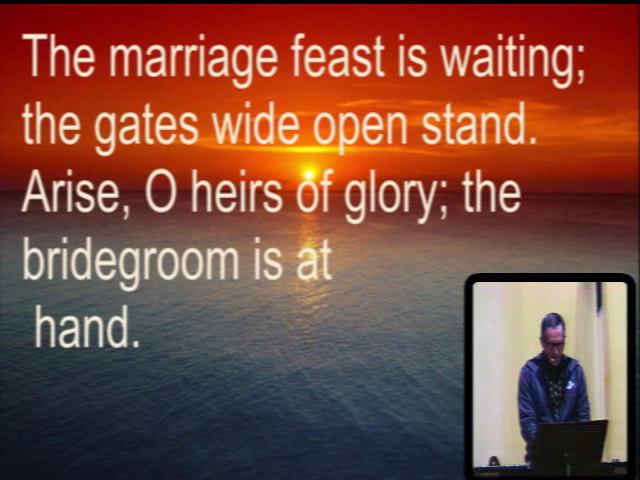 The marriage feast is waiting;
the gates wide open stand.
Arise, O heirs of glory; the
bridegroom is at
hand.